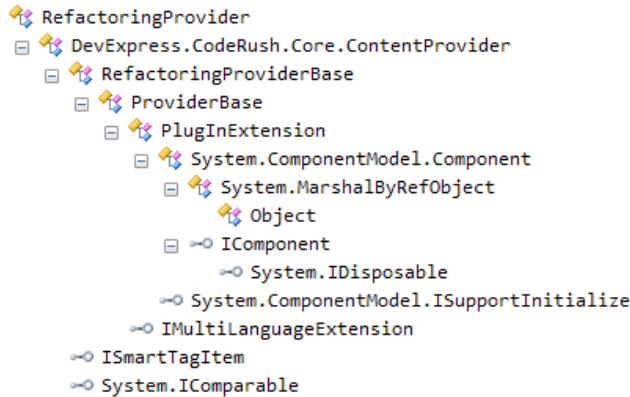 RefactoringProvider
DevExpress.CodeRush.Core.ContentProvider
RefactoringProviderBase
ProviderBase
PlugInExtension
System.ComponentModel.Component
System.MarshalByRefObject
Object
IComponent
System.IDisposable
System.ComponentModel.ISupportInitialize
IMultiLanguageExtension
ISmartTagItem
System.IComparable